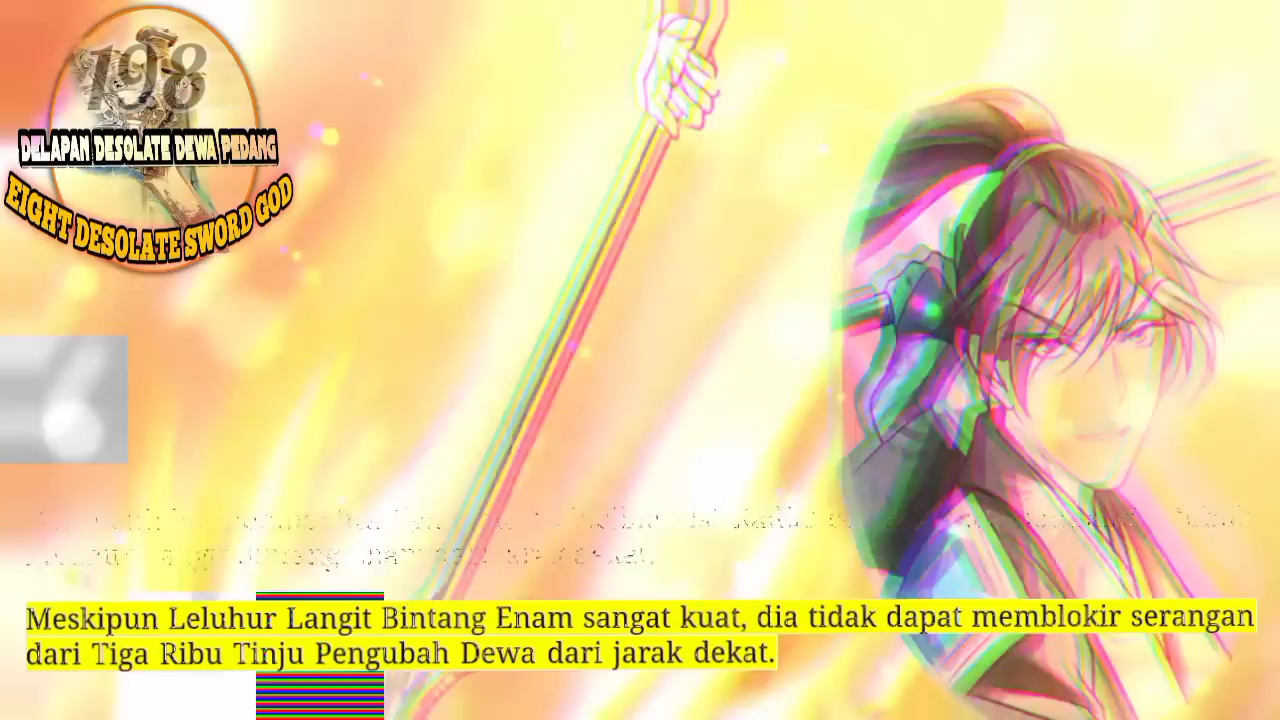 198
DELAPAN DESOLATE DEWA PEDANG
EIGHT DESOLATE SWORD GOD
Meskipun Leluhur Langit Bintang Enam sangat kuat, dia tidak dapat memblokir serangan
dari Tiga Ribu Tinju Pengubah Dewa dari jarak dekat.